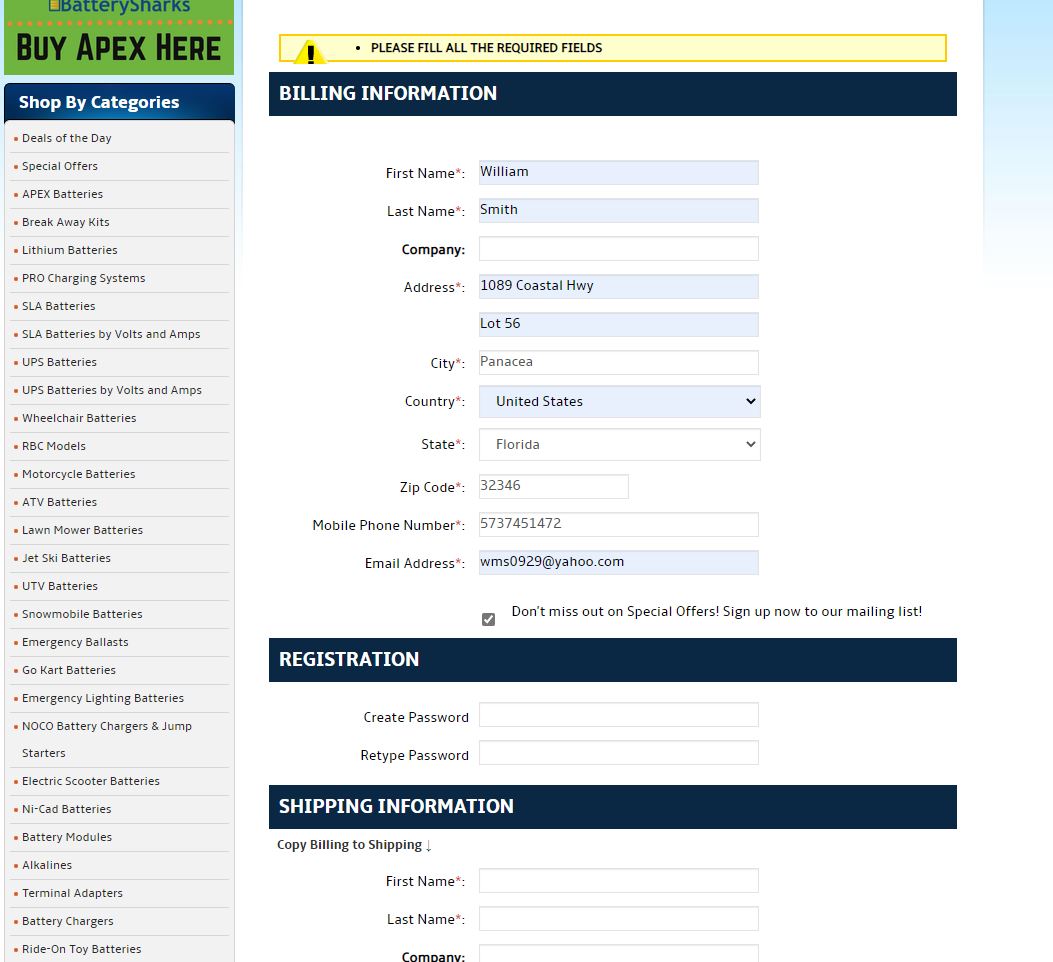 BatterySharks
BUY APEX HERE
Shop By Categories
Deals of the Day
Special Offers
APEX Batteries
Break Away Kits
Lithium Batteries
PRO Charging Systems
SLA Batteries
SLA Batteries by Volts and Amps
UPS Batteries
UPS Batteries by Volts and Amps
Wheelchair Batteries
RBC Models
Motorcycle Batteries
ATV Batteries
Lawn Mower Batteries
Jet Ski Batteries
UTV Batteries
Snowmobile Batteries
Emergency Ballasts
Go Kart Batteries
Emergency Lighting Batteries
NOCO Battery Chargers & Jump
Starters
Electric Scooter Batteries
Ni-Cad Batteries
Battery Modules
Alkalines
Terminal Adapters
Battery Chargers
Ride-On Toy Batteries
• PLEASE FILL ALL THE REQUIRED FIELDS
BILLING INFORMATION
First Name*: William
Last Name*: Smith
Company:
Address*: 1089 Coastal Hwy
Lot 56
City*: Panacea
Country*: United States
State*: Florida
Zip Code*: 32346
Mobile Phone Number*: 5737451472
Email Address*: wms0929@yahoo.com
Don't miss out on Special Offers! Sign up now to our mailing list!
REGISTRATION
Create Password
Retype Password
SHIPPING INFORMATION
Copy Billing to Shipping ↓
First Name*:
Last Name*:
Company: